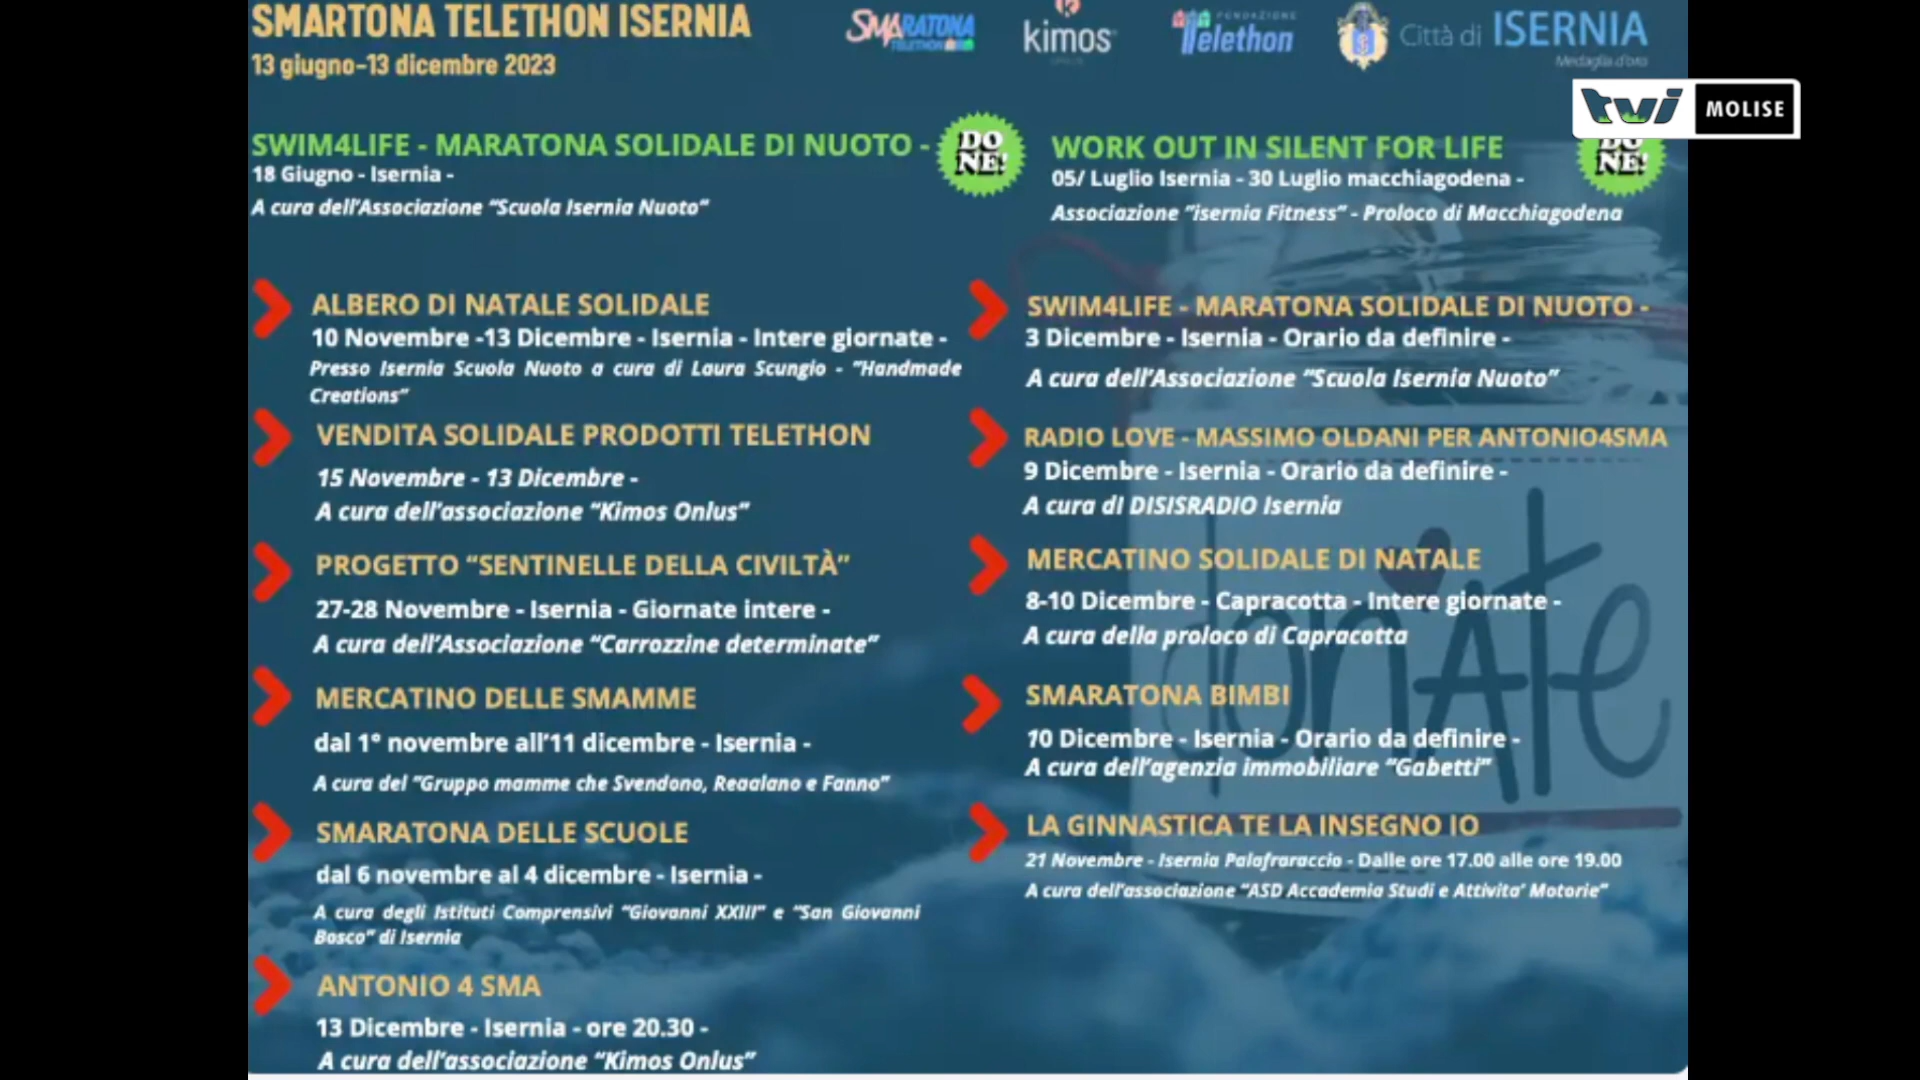 SMARTONA TELETHON ISERNIA
13 giugno-13 dicembre 2023
SMARATONA
TELETHON
kimos
FONDAZIONE
Telethon
Città di ISERNIA
Medaglia d'oro
tvi MOLISE
SWIM4LIFE - MARATONA SOLIDALE DI NUOTO -
18 Giugno - Isernia -
A cura dell'Associazione "Scuola Isernia Nuoto"
DO
NE!
WORK OUT IN SILENT FOR LIFE
05/ Luglio Isernia - 30 Luglio macchiagodena -
Associazione "isernia Fitness" - Proloco di Macchiagodena
DO
NE!
ALBERO DI NATALE SOLIDALE
10 Novembre -13 Dicembre - Isernia - Intere giornate -
Presso Isernia Scuola Nuoto a cura di Laura Scungio - "Handmade
Creations"
VENDITA SOLIDALE PRODOTTI TELETHON
15 Novembre - 13 Dicembre -
A cura dell'associazione "Kimos Onlus"
PROGETTO "SENTINELLE DELLA CIVILTÀ"
27-28 Novembre - Isernia - Giornate intere -
A cura dell'Associazione "Carrozzine determinate"
MERCATINO DELLE SMAMME
dal 1° novembre all'11 dicembre - Isernia -
A cura del "Gruppo mamme che Svendono, Regalano e Fanno"
SMARATONA DELLE SCUOLE
dal 6 novembre al 4 dicembre - Isernia -
A cura degli Istituti Comprensivi "Giovanni XXIII" e "San Giovanni
Bosco" di Isernia
ANTONIO 4 SMA
13 Dicembre - Isernia - ore 20.30 -
A cura dell'associazione "Kimos Onlus"
SWIM4LIFE - MARATONA SOLIDALE DI NUOTO -
3 Dicembre - Isernia - Orario da definire -
A cura dell'Associazione "Scuola Isernia Nuoto"
RADIO LOVE - MASSIMO OLDANI PER ANTONIO4SMA
9 Dicembre - Isernia - Orario da definire -
A cura dI DISISRADIO Isernia
MERCATINO SOLIDALE DI NATALE
8-10 Dicembre - Capracotta - Intere giornate -
A cura della proloco di Capracotta
SMARATONA BIMBI
10 Dicembre - Isernia - Orario da definire -
A cura dell'agenzia immobiliare "Gabetti"
LA GINNASTICA TE LA INSEGNO IO
21 Novembre - Isernia Palafraraccio - Dalle ore 17.00 alle ore 19.00
A cura dell'associazione "ASD Accademia Studi e Attivita' Motorie"
donAte